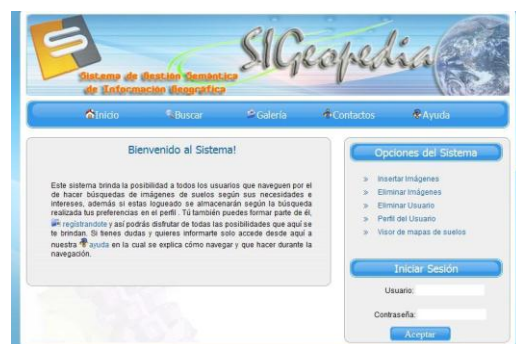 SIGeopedia
Sistema de Gestión Semántica
de Información Geográfica
Inicio
Buscar
Galería
Contactos
Ayuda
Bienvenido al Sistema!
Este sistema brinda la posibilidad a todos los usuarios que naveguen por el
de hacer búsquedas de imágenes de suelos según sus necesidades e
intereses, además si estas logueado se almacenarán según la búsqueda
realizada tus preferencias en el perfil . Tú también puedes formar parte de él,
registrandote y así podrás disfrutar de todas las posibilidades que aquí se
te brindan. Si tienes dudas y quieres informarte solo accede desde aquí a
nuestra ayuda en la cual se explica cómo navegar y que hacer durante la
navegación.
Opciones del Sistema
» Insertar Imágenes
» Eliminar Imágenes
» Eliminar Usuario
» Perfil del Usuario
» Visor de mapas de suelos
Iniciar Sesión
Usuario:
Contraseña:
Aceptar